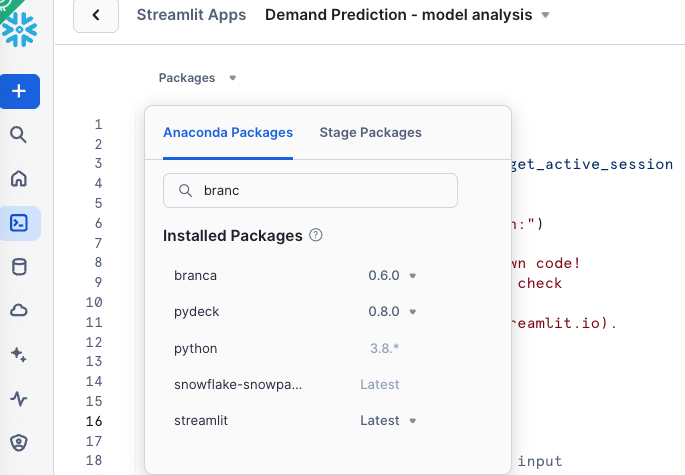 Streamlit Apps Demand Prediction - model analysis
Packages
Anaconda Packages Stage Packages
branc
Installed Packages
branca 0.6.0
pydeck 0.8.0
python 3.8.*
snowflake-snowpa... Latest
streamlit Latest
1
2
3 get_active_session
4
5
6 n:")
7
8 wn code!
9 check
10
11 reamlit.io).
12
13
14
15
16
17
18 input